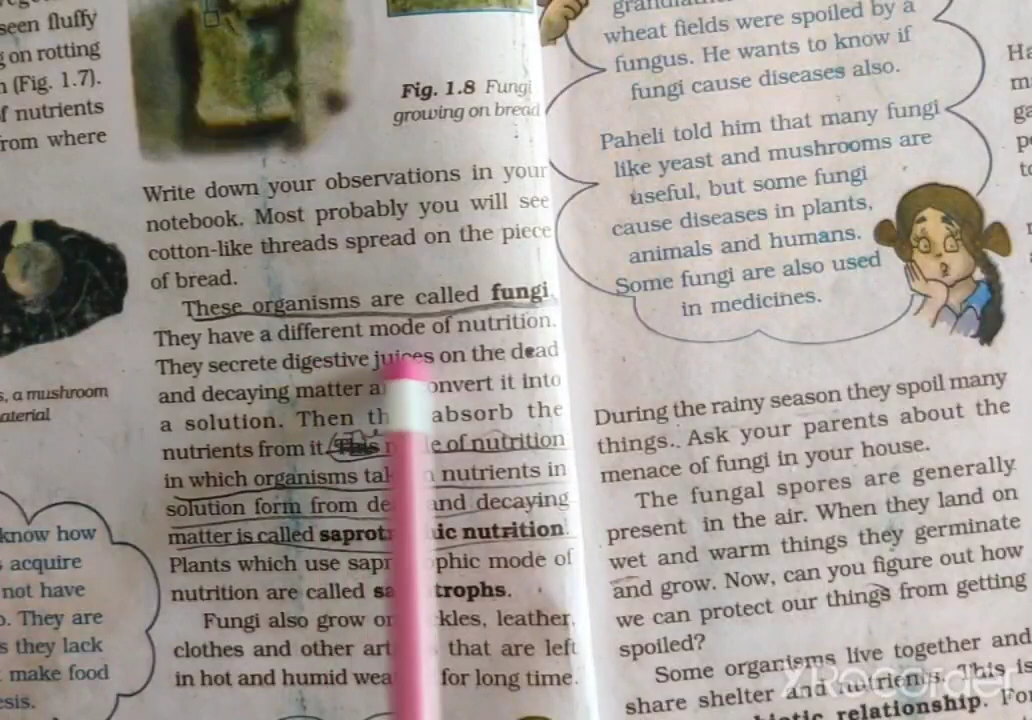 seen fluffy
on rotting
(Fig. 1.7).
nutrients
from where
s, a mushroom
aterial
know how
acquire
not have
They are
s they lack
make food
esis.
Fig. 1.8 Fungi
growing on bread
Write down your observations in your
notebook. Most probably you will see
cotton-like threads spread on the piece
of bread.
These organisms are called fungi
They have a different mode of nutrition.
They secrete digestive juices on the dead
and decaying matter a onvert it into
a solution. Then th absorb the
nutrients from it. This e of nutrition
in which organisms tak nutrients in
solution form from de and decaying
matter is called saprot ic nutrition.
Plants which use sapr phic mode of
nutrition are called sa trophs.
Fungi also grow on ckles, leather,
clothes and other art that are left
in hot and humid wea for long time.
wheat fields were spoiled by a
fungus. He wants to know if
fungi cause diseases also.
Paheli told him that many fungi
like yeast and mushrooms are
useful, but some fungi
cause diseases in plants,
animals and humans.
Some fungi are also used
in medicines.
During the rainy season they spoil many
things.. Ask your parents about the
menace of fungi in your house.
The fungal spores are generally
present in the air. When they land on
wet and warm things they germinate
and grow. Now, can you figure out how
we can protect our things from getting
spoiled?
Some organisms live together and
share shelter and nutrients. This is
relationship. For
Ha
m
ga
p
to
XRecorder